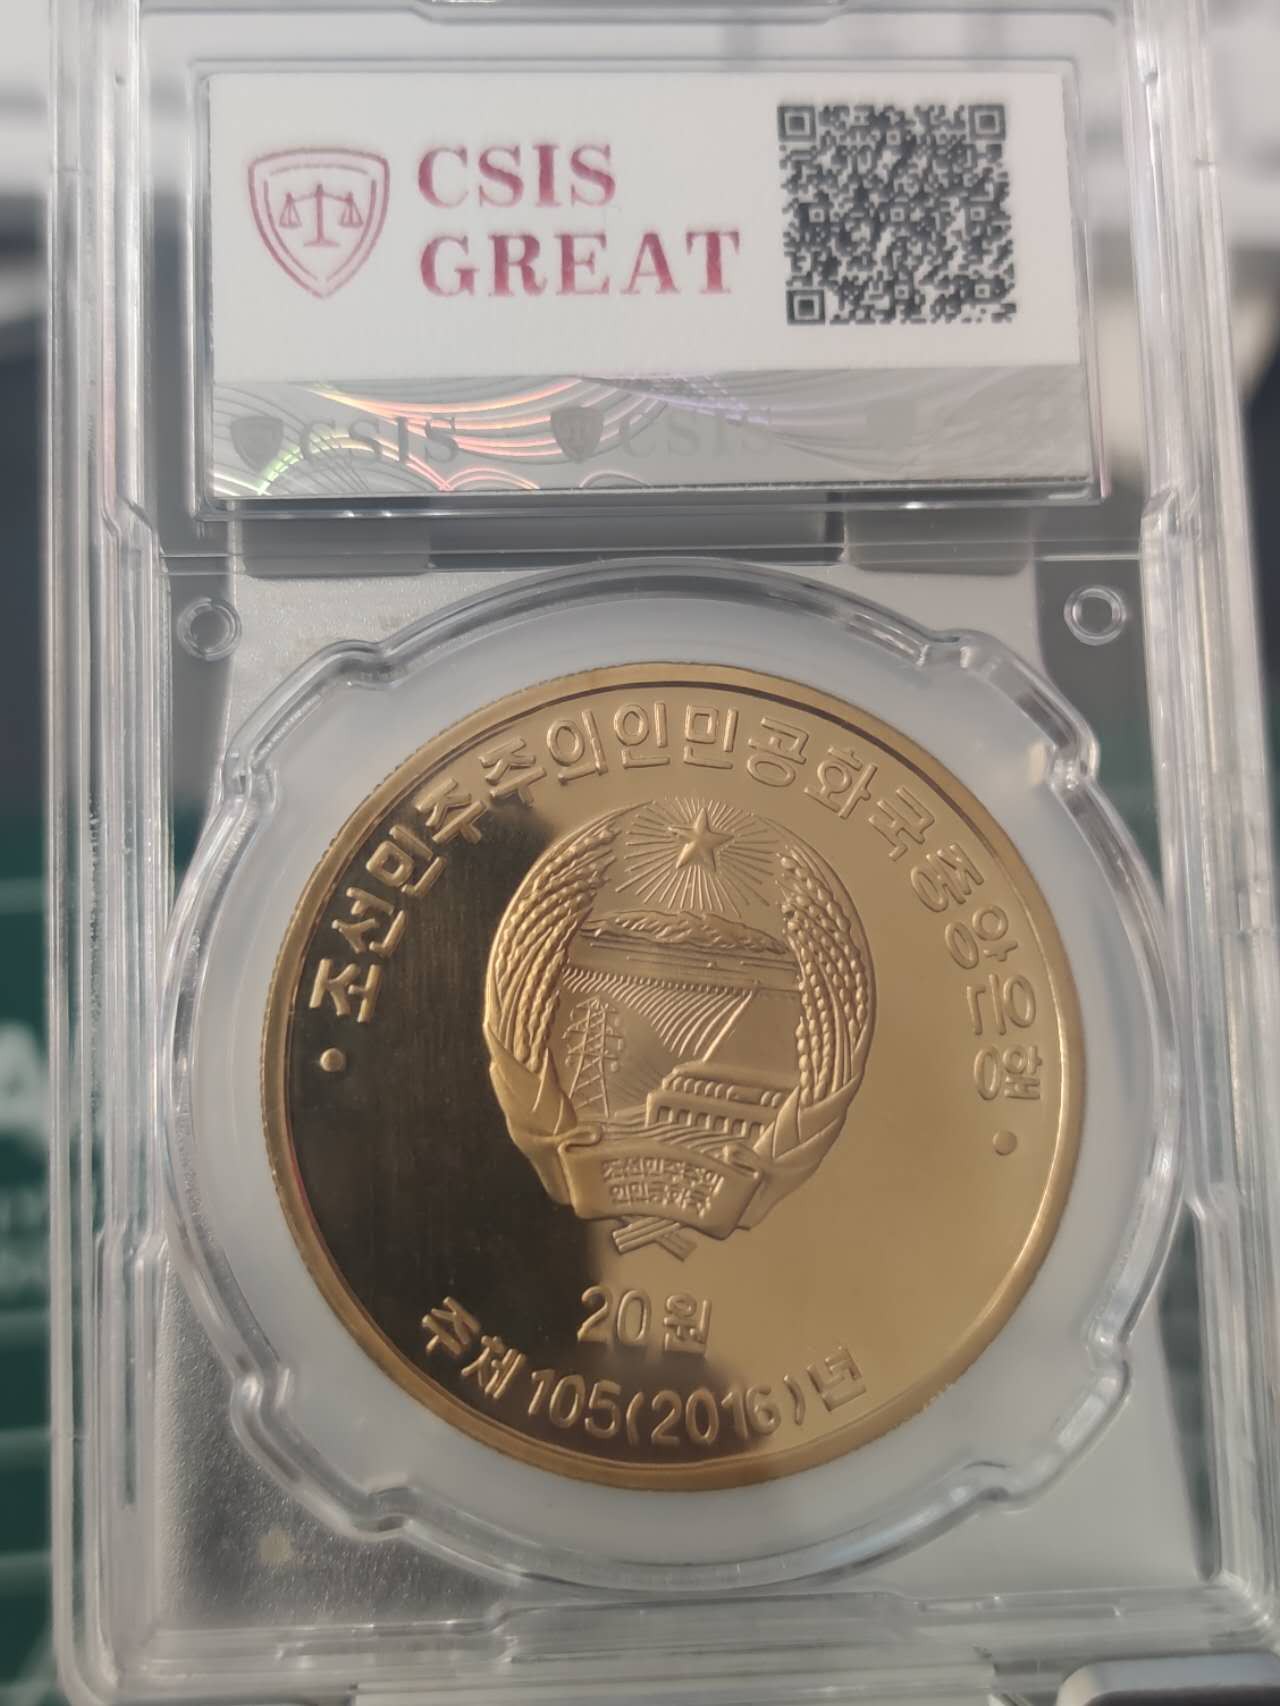 CSIS
GREAT
CSIS CSIS
조선민주주의인민공화국중앙은행
조선민주주의
인민공화국
20원
주체105(2016)년